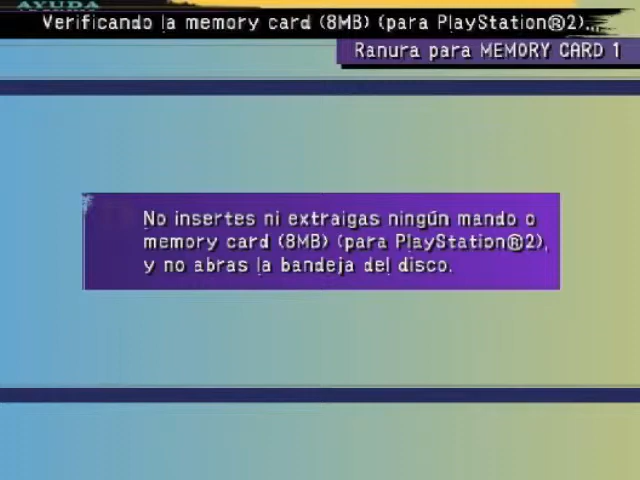 AYUDA
Verificando la memory card (8MB) (para PlayStation®2)...
Ranura para MEMORY CARD 1
No insertes ni extraigas ningún mando o
memory card (8MB) (para PlayStation®2),
y no abras la bandeja del disco.